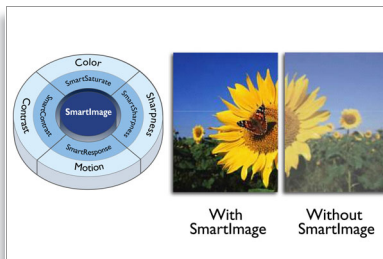 Color
SmartSaturate
Contrast
SmartContrast
SmartImage
SmartSharpness
Sharpness
SmartResponse
Motion
With
SmartImage
Without
SmartImage